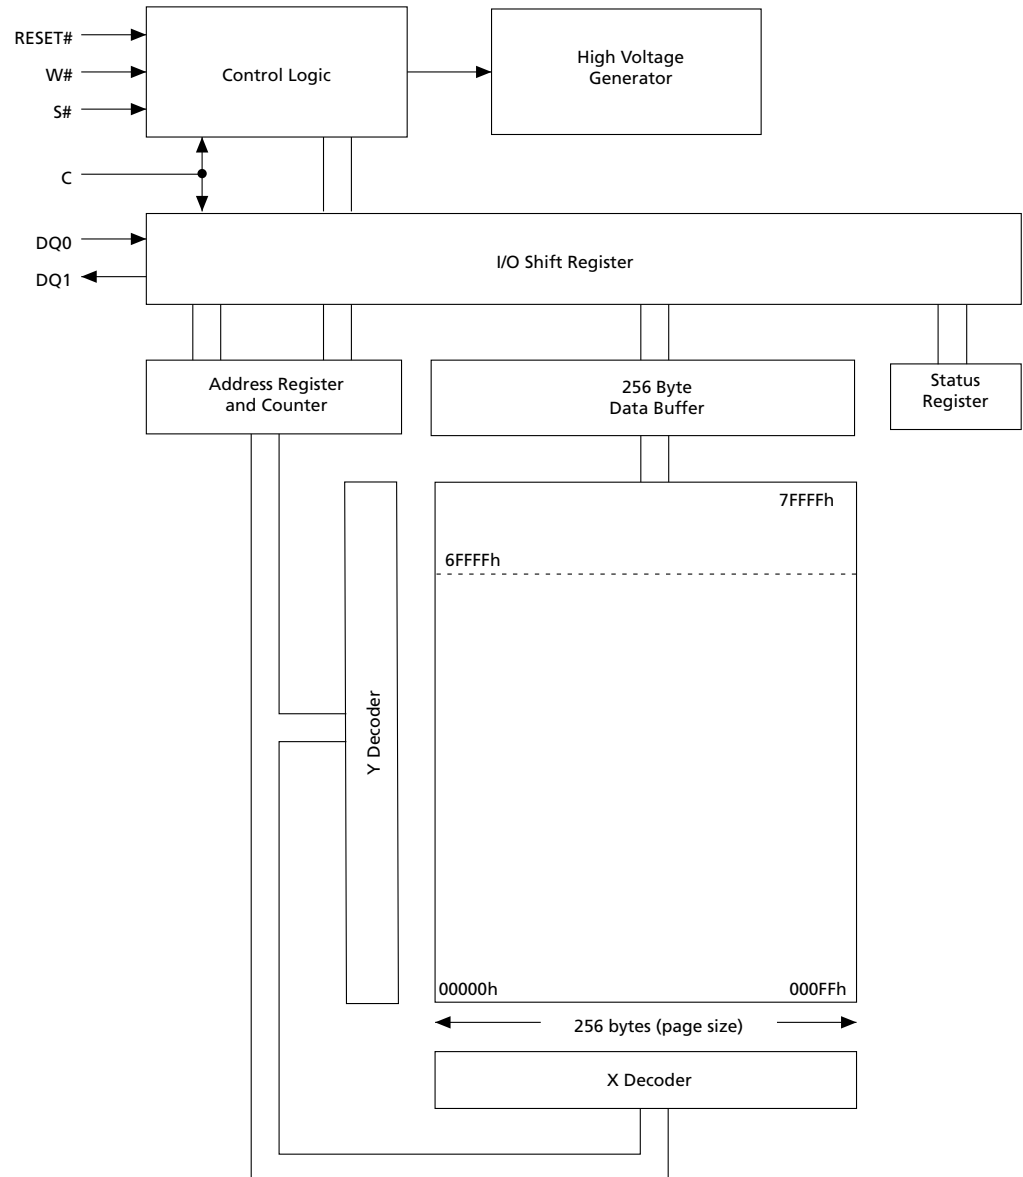 RESET#
W#
S#
Control Logic
High Voltage
Generator
C
DQ0
DQ1
I/O Shift Register
Address Register
and Counter
256 Byte
Data Buffer
Status
Register
7FFFFh
6FFFFh
Y Decoder
00000h
000FFh
256 bytes (page size)
X Decoder